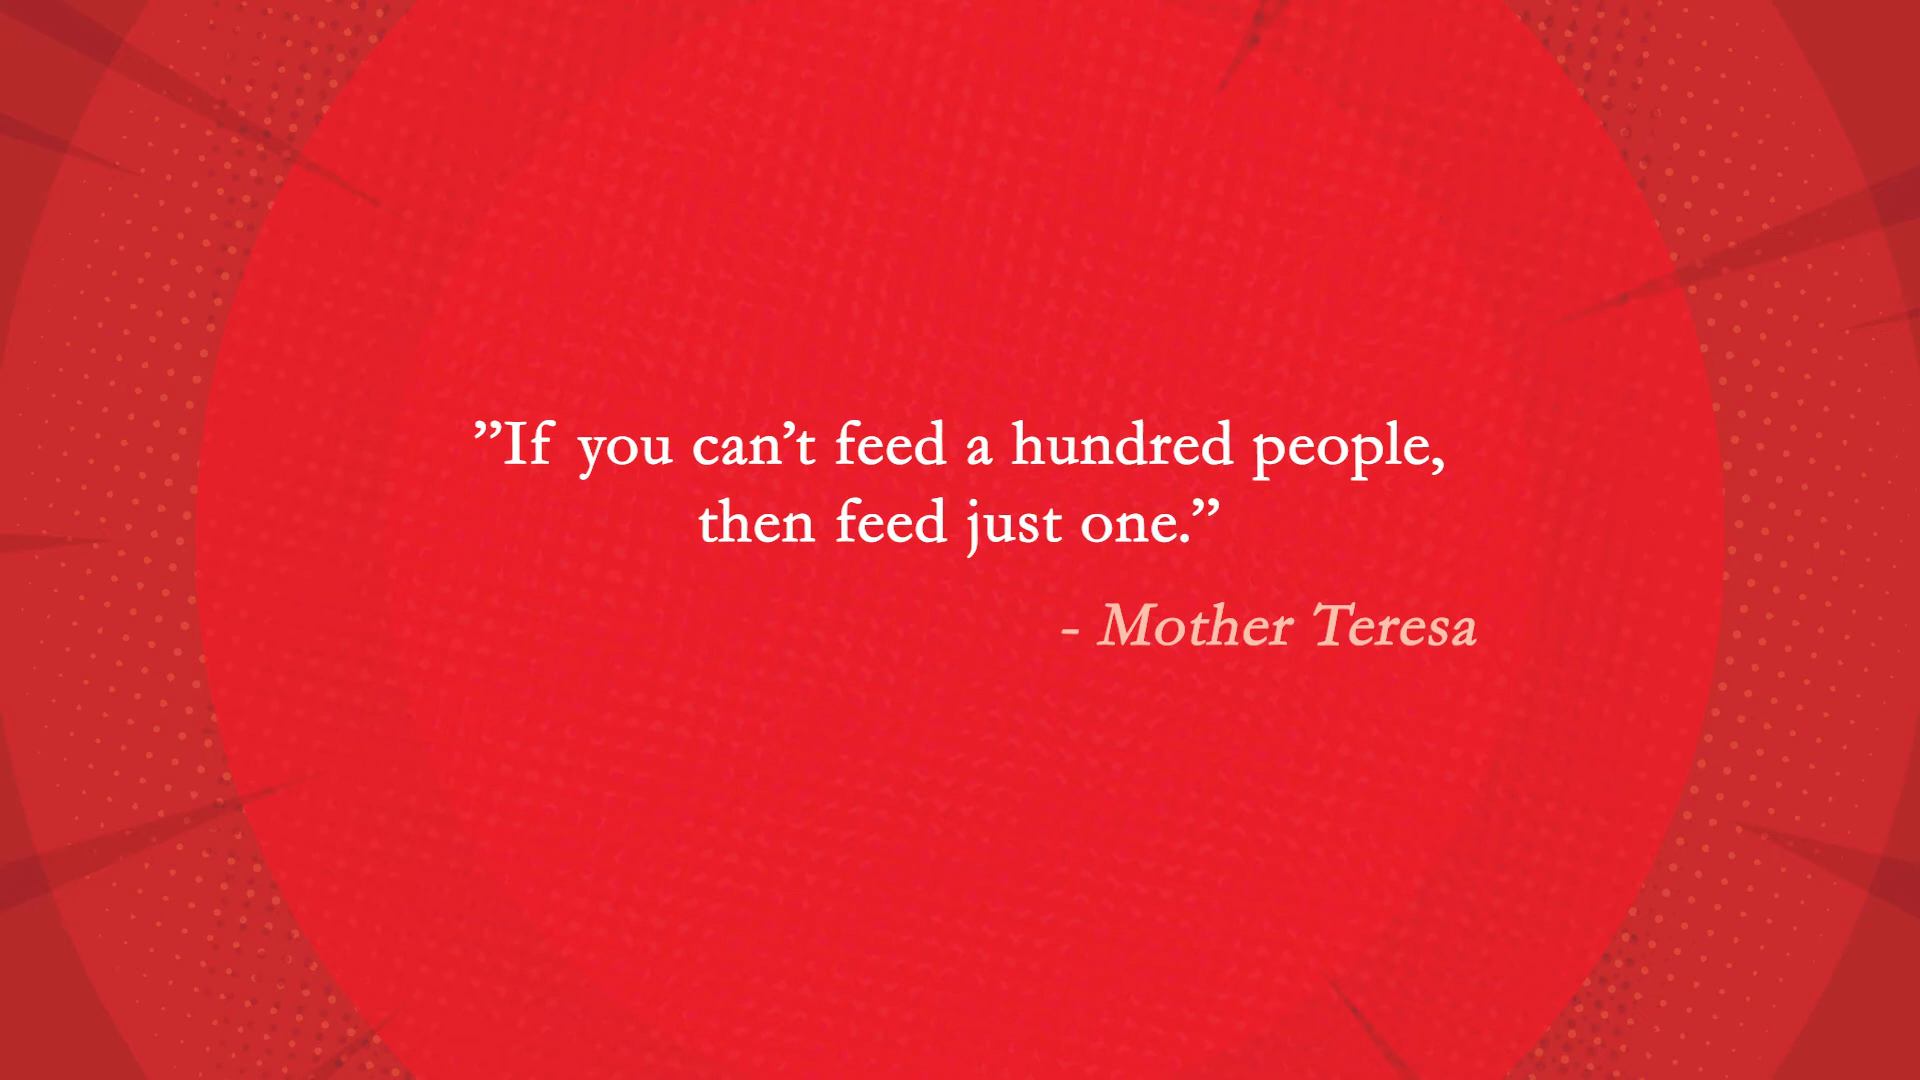 ”If you can’t feed a hundred people,
then feed just one.”
- Mother Teresa